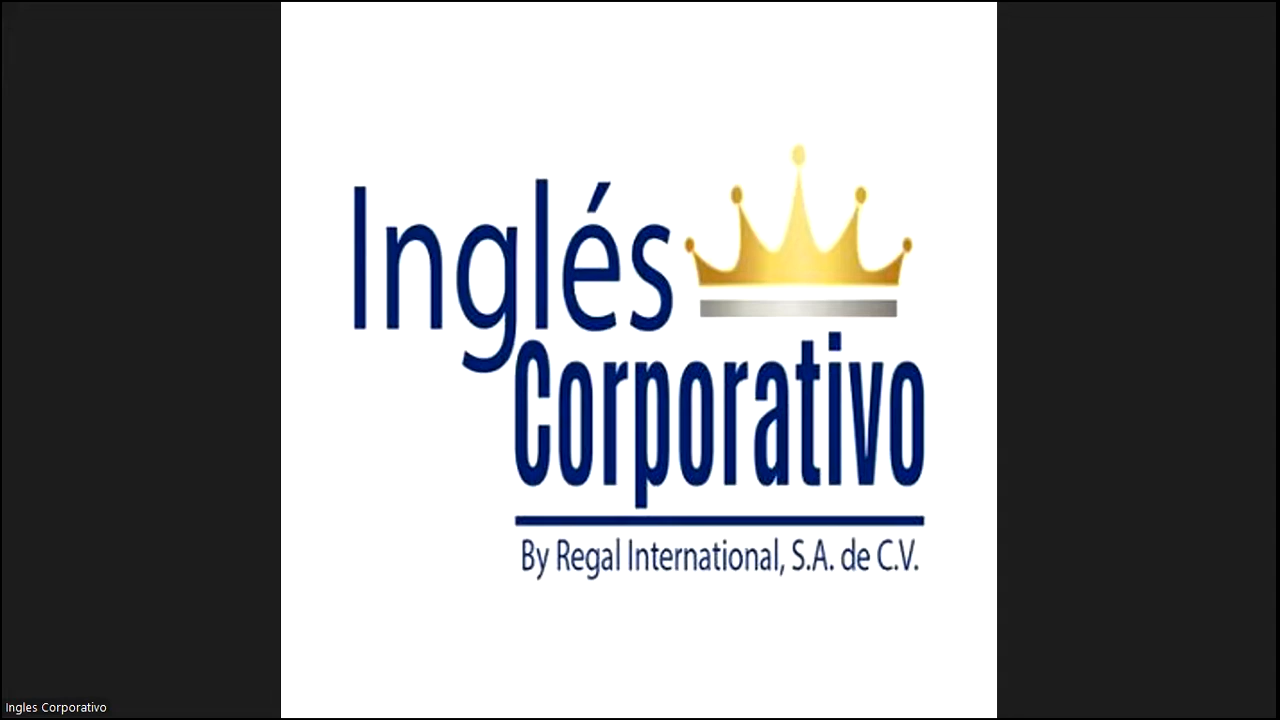 Inglés
Corporativo
By Regal International, S.A. de C.V.
Ingles Corporativo